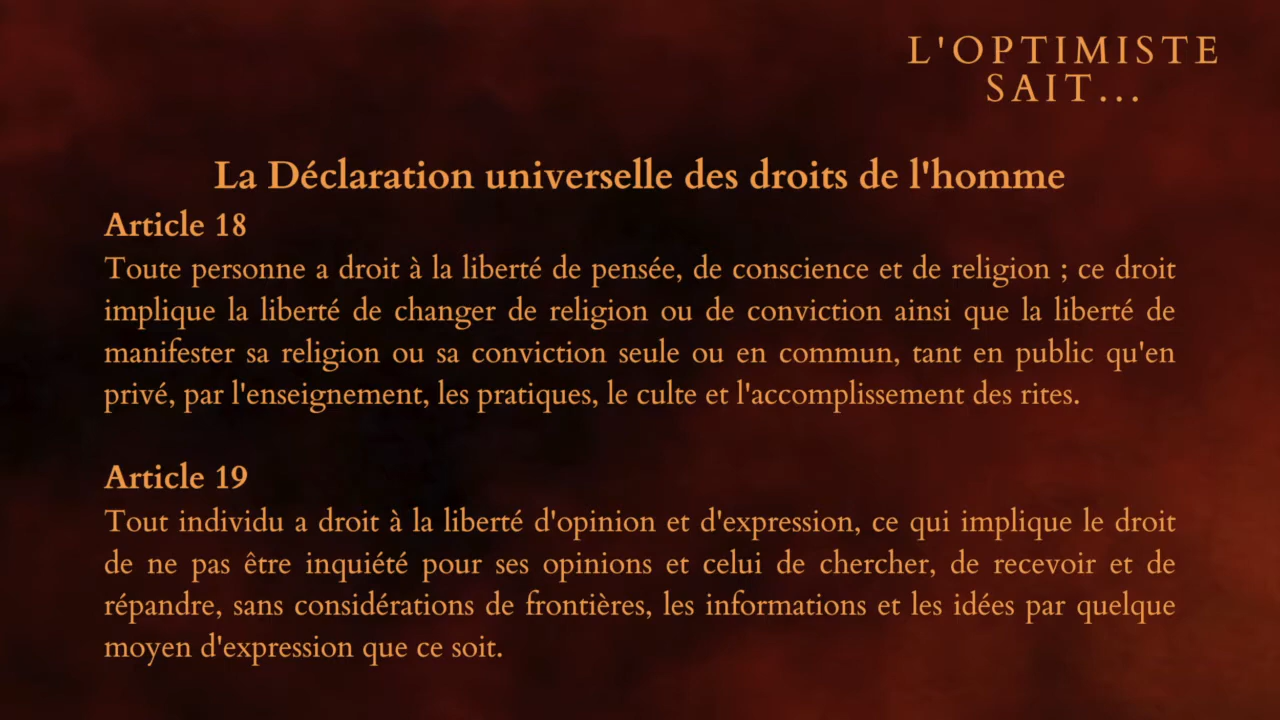 L'OPTIMISTE
SAIT...
La Déclaration universelle des droits de l'homme
Article 18
Toute personne a droit à la liberté de pensée, de conscience et de religion ; ce droit
implique la liberté de changer de religion ou de conviction ainsi que la liberté de
manifester sa religion ou sa conviction seule ou en commun, tant en public qu'en
privé, par l'enseignement, les pratiques, le culte et l'accomplissement des rites.
Article 19
Tout individu a droit à la liberté d'opinion et d'expression, ce qui implique le droit
de ne pas être inquiété pour ses opinions et celui de chercher, de recevoir et de
répandre, sans considérations de frontières, les informations et les idées par quelque
moyen d'expression que ce soit.